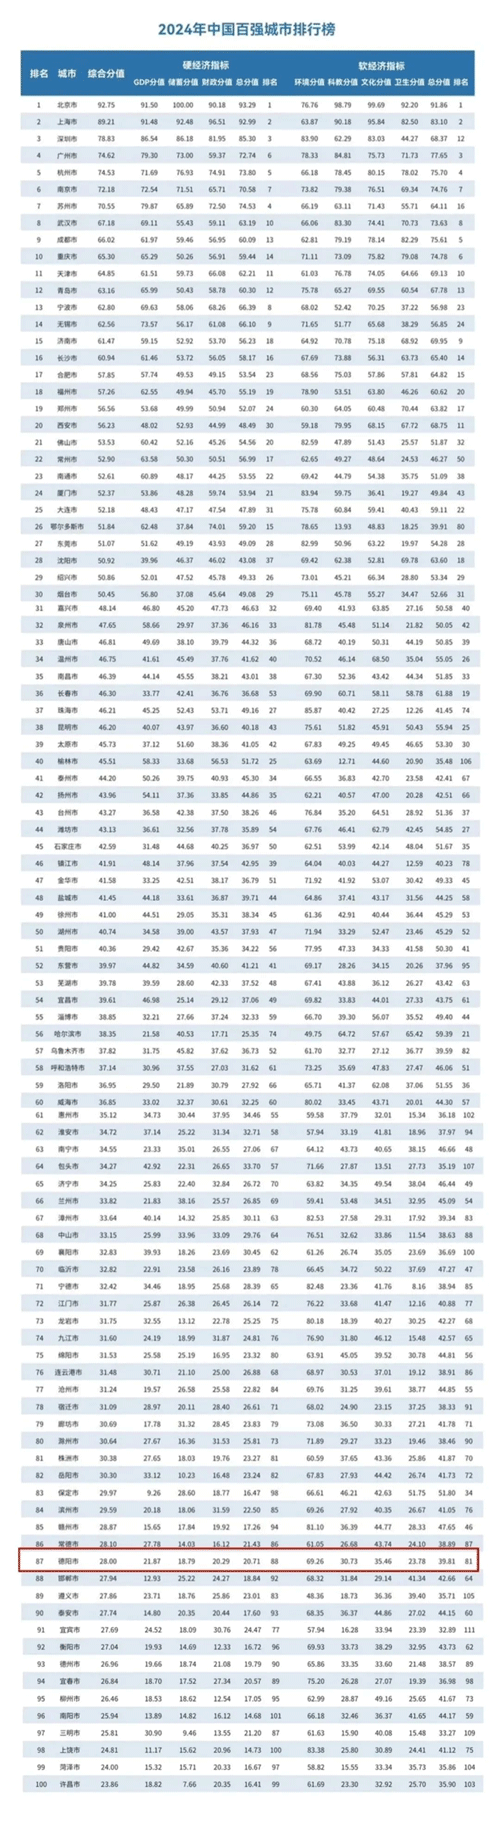 2024年中国百强城市排行榜
硬经济指标 软经济指标
排名 城市 综合分值 GDP分值 储蓄分值 财政分值 总分值 排名 环境分值 科教分值 文化分值 卫生分值 总分值 排名
1 北京市 92.75 91.50 100.00 90.18 93.29 1 76.76 98.79 99.69 92.20 91.86 1
2 上海市 89.21 91.48 92.48 96.51 92.99 2 63.87 90.18 95.84 82.50 83.10 2
3 深圳市 78.83 86.54 86.18 81.95 85.30 3 83.90 62.29 83.03 44.27 68.37 12
4 广州市 74.62 79.30 73.00 59.37 72.74 6 78.33 84.81 75.73 71.73 77.65 3
5 杭州市 74.53 71.69 76.93 74.91 73.80 5 66.18 78.45 80.15 78.02 75.70 4
6 南京市 72.18 72.54 71.51 65.71 70.58 7 73.82 79.38 76.51 69.34 74.76 7
7 苏州市 70.55 79.87 65.89 72.50 74.53 4 66.19 63.11 71.43 55.71 64.11 16
8 武汉市 67.18 69.11 55.43 59.11 63.19 10 66.06 83.30 74.41 70.73 73.63 8
9 成都市 66.02 61.97 59.46 56.95 60.09 13 62.81 79.19 78.14 82.29 75.61 5
10 重庆市 65.30 65.29 50.26 56.91 59.44 14 71.11 73.09 75.82 79.08 74.78 6
11 天津市 64.85 61.51 59.73 66.08 62.21 11 61.03 76.78 74.05 64.66 69.13 10
12 青岛市 63.16 65.99 50.43 58.78 60.30 12 75.78 65.27 69.55 60.54 67.78 13
13 宁波市 62.80 69.63 58.06 68.26 66.39 8 68.02 52.42 70.25 37.22 56.98 23
14 无锡市 62.56 73.57 56.17 61.08 66.10 9 71.65 51.77 65.68 38.29 56.85 24
15 济南市 61.47 59.15 52.92 53.70 56.23 18 64.92 70.78 75.18 68.92 69.95 9
16 长沙市 60.94 61.46 53.72 56.05 58.17 16 67.69 73.88 56.31 63.73 65.40 14
17 合肥市 57.85 57.74 49.53 49.15 53.54 23 68.56 75.03 57.86 57.81 64.82 15
18 福州市 57.26 62.55 49.94 45.70 55.19 19 78.90 53.51 63.80 46.26 60.62 20
19 郑州市 56.56 53.68 49.99 50.94 52.07 24 60.30 64.05 60.48 70.44 63.82 17
20 西安市 56.23 48.02 52.93 44.99 48.49 30 59.18 79.95 68.15 67.72 68.75 11
21 佛山市 53.53 60.42 52.16 45.26 54.56 20 82.59 47.89 51.43 25.57 51.87 32
22 常州市 52.90 63.58 50.30 50.51 56.99 17 62.65 49.27 48.64 24.53 46.27 50
23 南通市 52.61 60.89 48.17 44.25 53.55 22 69.42 44.79 54.38 35.75 51.09 38
24 厦门市 52.37 53.86 48.28 59.74 53.94 21 83.94 59.75 36.41 19.27 49.84 43
25 大连市 52.18 48.43 47.17 47.54 47.89 31 75.78 60.84 59.41 40.43 59.11 22
26 鄂尔多斯市 51.84 62.48 37.84 74.01 59.20 15 78.65 13.93 48.83 18.25 39.91 80
27 东莞市 51.07 51.62 49.19 43.93 49.09 28 82.99 50.96 63.22 19.97 54.28 28
28 沈阳市 50.92 39.96 46.37 46.02 43.08 37 69.42 62.38 52.81 69.78 63.60 18
29 绍兴市 50.86 52.01 47.52 45.78 49.33 26 73.01 45.21 66.34 28.80 53.34 29
30 烟台市 50.45 56.80 37.08 45.64 49.08 29 75.11 45.78 55.27 34.47 52.66 31
31 嘉兴市 48.14 46.80 45.20 47.73 46.63 32 69.40 41.93 63.85 27.16 50.58 40
32 泉州市 47.65 58.66 29.97 37.36 46.16 33 81.78 45.48 51.14 21.82 50.05 42
33 唐山市 46.81 49.69 38.10 39.79 44.32 36 68.72 40.19 50.31 44.19 50.85 39
34 温州市 46.75 41.61 45.49 37.76 41.62 40 70.52 46.14 68.50 35.04 55.05 26
35 南昌市 46.39 44.14 45.55 38.21 43.01 38 67.30 52.36 43.42 44.34 51.85 33
36 长春市 46.30 33.77 42.41 36.76 36.68 53 69.90 60.71 58.11 58.78 61.88 19
37 珠海市 46.21 45.25 52.43 53.71 49.16 27 85.87 40.42 27.25 12.26 41.45 74
38 昆明市 46.20 40.07 43.97 36.60 40.18 43 75.61 51.82 45.91 50.43 55.94 25
39 太原市 45.73 37.12 51.60 38.36 41.05 42 67.83 49.25 49.45 46.65 53.30 30
40 榆林市 45.51 58.33 33.68 56.53 51.72 25 63.69 12.71 44.60 20.90 35.48 106
41 泰州市 44.20 50.26 39.75 40.93 45.30 34 66.55 36.83 42.70 23.58 42.41 67
42 扬州市 43.96 54.11 37.36 33.85 44.86 35 62.21 40.57 47.00 20.28 42.51 66
43 台州市 43.27 36.58 42.38 37.50 38.26 46 76.84 35.20 64.51 28.92 51.36 37
44 潍坊市 43.13 36.61 32.56 37.78 35.89 54 67.76 46.41 62.79 42.45 54.85 27
45 石家庄市 42.59 31.48 44.68 40.25 36.97 50 62.51 53.99 42.14 48.04 51.67 35
46 镇江市 41.91 48.14 37.96 37.54 42.95 39 64.04 40.03 44.27 12.59 40.23 78
47 金华市 41.58 33.25 42.51 38.17 36.79 51 71.92 41.92 53.07 30.42 49.33 45
48 盐城市 41.45 44.18 33.61 36.87 39.71 44 64.86 37.41 43.17 31.56 44.25 58
49 徐州市 41.00 44.51 29.05 35.31 38.34 45 61.36 42.91 40.44 36.44 45.29 53
50 湖州市 40.74 34.58 39.00 43.57 37.93 47 71.94 33.29 52.47 23.46 45.29 52
51 贵阳市 40.36 29.42 42.67 35.36 34.22 56 77.95 47.33 34.33 41.58 50.30 41
52 东营市 39.97 44.82 34.59 40.60 41.21 41 69.17 28.26 34.15 20.26 37.96 95
53 芜湖市 39.78 39.59 28.60 42.33 37.52 48 67.41 43.88 36.12 26.27 43.42 63
54 宜昌市 39.61 46.98 25.14 29.12 37.06 49 69.82 33.83 44.01 27.33 43.75 61
55 淄博市 38.85 32.21 27.66 37.24 32.33 59 66.70 39.30 56.07 35.52 49.40 44
56 哈尔滨市 38.35 21.58 40.53 17.71 25.35 74 49.75 64.72 57.67 65.42 59.39 21
57 乌鲁木齐市 37.82 31.75 45.82 37.62 36.73 52 61.70 32.77 27.12 36.77 39.59 82
58 呼和浩特市 37.14 30.96 37.55 27.03 31.62 61 73.25 35.69 47.83 27.47 46.06 51
59 洛阳市 36.95 29.50 21.89 30.79 27.92 66 65.71 41.37 62.08 37.06 51.55 36
60 威海市 36.85 33.02 32.37 30.61 32.25 60 80.02 33.45 43.71 20.01 44.30 57
61 惠州市 35.12 34.73 30.44 37.95 34.46 55 59.58 37.79 32.01 15.34 36.18 102
62 淮安市 34.72 37.14 25.22 31.34 32.71 58 57.94 33.19 41.81 18.96 37.97 94
63 南宁市 34.55 23.33 35.01 26.55 27.06 67 64.12 43.73 40.65 38.15 46.66 48
64 包头市 34.27 42.92 22.31 26.65 33.70 57 71.66 27.87 13.51 27.73 35.19 107
65 济宁市 34.25 25.83 22.40 32.84 26.72 70 63.82 34.35 49.54 38.04 46.44 49
66 兰州市 33.82 21.83 38.16 25.57 26.85 69 59.41 53.48 34.51 32.95 45.09 54
67 漳州市 33.64 40.14 14.32 25.85 30.11 63 82.53 27.58 29.31 17.92 39.34 83
68 中山市 33.15 25.99 33.96 33.09 29.76 64 76.51 32.62 33.86 11.54 38.63 88
69 襄阳市 32.83 39.93 18.26 23.69 30.45 62 61.26 26.74 35.05 23.69 36.69 100
70 临沂市 32.82 22.91 23.58 26.16 23.89 78 66.45 34.72 50.22 37.69 47.27 47
71 宁德市 32.42 34.46 18.95 25.68 28.39 65 82.48 23.36 41.76 8.16 38.94 85
72 江门市 31.77 25.87 26.38 26.45 26.14 72 76.22 33.68 41.47 12.16 40.88 77
73 龙岩市 31.75 32.55 13.12 22.78 25.25 75 80.18 18.39 40.27 30.25 42.27 68
74 九江市 31.60 24.19 18.99 31.87 24.81 76 76.90 31.80 46.12 15.48 42.57 65
75 绵阳市 31.53 25.58 25.19 16.95 23.32 80 63.91 45.05 39.52 30.78 44.81 56
76 连云港市 31.48 30.71 21.10 25.00 26.88 68 68.97 30.53 37.01 19.12 38.91 86
77 沧州市 31.24 19.57 26.58 25.58 22.82 84 69.76 31.25 39.61 38.77 44.85 55
78 宿迁市 31.09 28.97 20.11 28.40 26.61 71 68.02 24.90 23.15 37.25 38.33 91
79 廊坊市 30.69 17.78 31.32 28.45 23.83 79 73.08 36.50 30.33 27.21 41.78 71
80 滁州市 30.64 27.67 16.36 31.53 25.81 73 71.89 29.27 33.23 19.46 38.46 90
81 株洲市 30.38 27.65 18.03 19.76 23.27 81 60.59 37.65 43.36 25.86 41.87 70
82 岳阳市 30.30 33.12 10.23 16.48 23.24 82 67.83 27.93 44.42 26.74 41.73 72
83 保定市 29.97 9.26 28.60 18.77 16.47 98 66.61 46.21 42.63 51.75 51.80 34
84 滨州市 29.59 20.18 18.06 31.59 22.50 85 69.26 27.92 40.35 26.67 41.05 76
85 赣州市 28.87 15.65 17.84 19.92 17.26 94 81.10 36.39 44.77 28.33 47.65 46
86 常德市 28.10 27.78 14.03 16.12 21.43 86 61.05 26.68 43.74 24.10 38.89 87
87 德阳市 28.00 21.87 18.79 20.29 20.71 88 69.26 30.73 35.46 23.78 39.81 81
88 邯郸市 27.94 12.93 25.22 24.27 18.84 92 68.32 31.84 29.14 41.34 42.66 64
89 遵义市 27.86 23.71 18.76 25.86 23.01 83 48.36 18.73 36.36 39.40 35.71 105
90 泰安市 27.74 14.80 20.35 20.44 17.60 93 68.35 36.37 44.86 27.02 44.15 60
91 宜宾市 27.69 24.52 18.09 30.76 24.47 77 57.94 16.28 33.94 23.39 32.89 111
92 衡阳市 27.04 19.93 14.69 12.33 16.72 96 69.93 33.73 38.29 32.95 43.73 62
93 德州市 26.96 19.66 18.74 21.08 19.79 90 65.86 33.35 33.60 21.48 38.57 89
94 宜春市 26.84 18.70 17.52 27.34 20.57 89 75.20 26.28 27.07 19.39 36.98 98
95 柳州市 26.46 18.53 18.62 12.54 17.05 95 62.99 28.87 49.16 25.65 41.67 73
96 南阳市 25.94 13.89 14.82 16.12 14.68 101 66.18 32.46 36.37 41.65 44.17 59
97 三明市 25.81 30.90 9.46 13.55 21.20 87 61.63 15.90 40.08 15.48 33.27 109
98 上饶市 24.81 11.17 15.62 20.96 14.73 100 83.38 25.80 30.89 24.41 41.12 75
99 菏泽市 24.00 15.32 15.71 20.33 16.67 97 58.82 15.55 33.34 35.73 35.86 104
100 许昌市 23.86 18.82 7.66 20.35 16.41 99 61.69 23.30 32.92 25.70 35.90 103